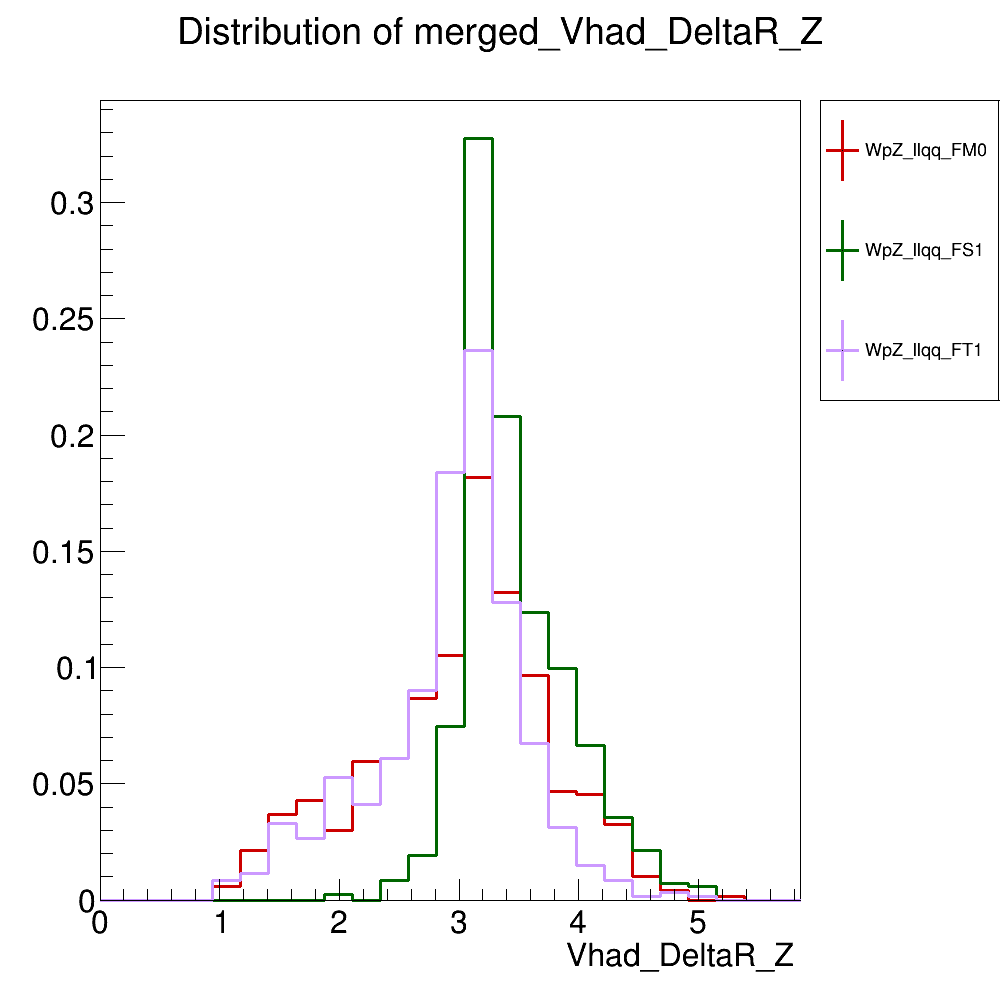 Distribution of merged_Vhad_DeltaR_Z
WpZ_llqq_FM0
WpZ_llqq_FS1
WpZ_llqq_FT1
0.3
0.25
0.2
0.15
0.1
0.05
0
0 1 2 3 4 5
Vhad_DeltaR_Z